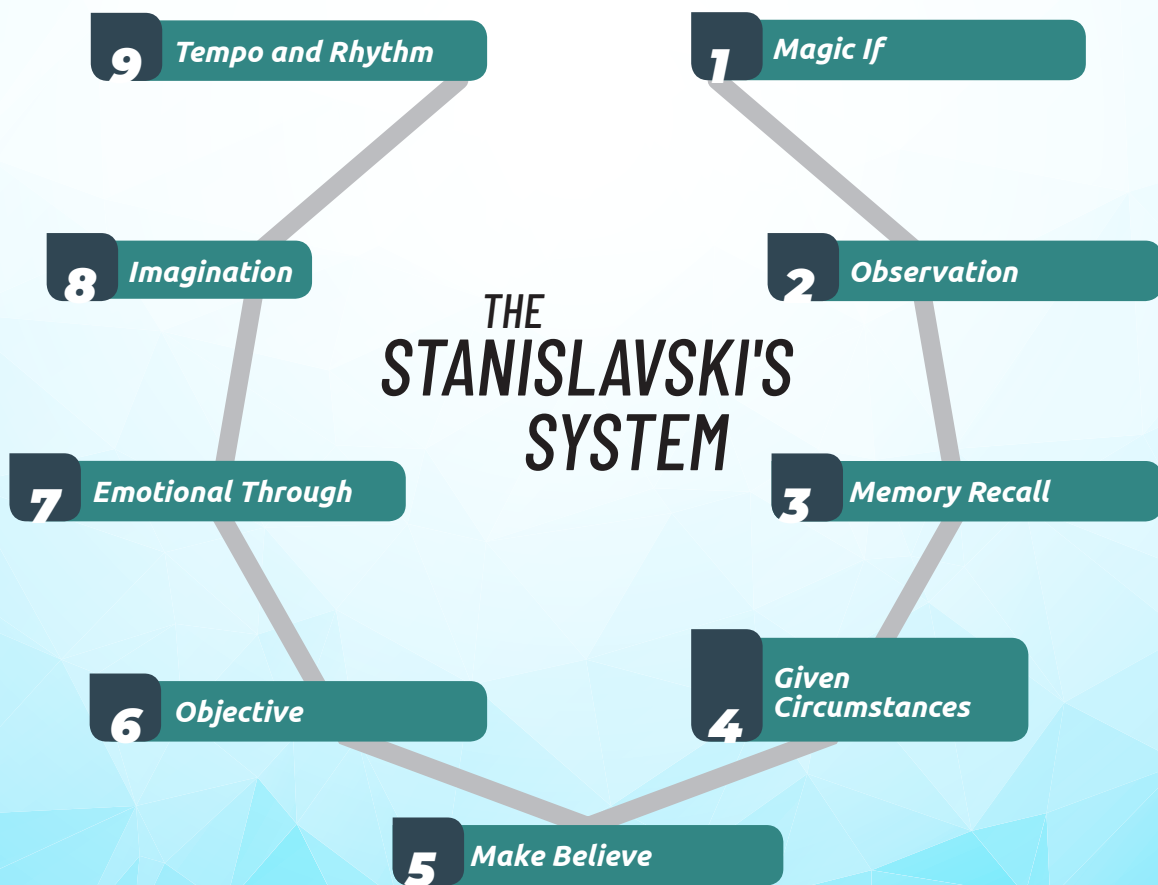 THE
STANISLAVSKI'S
SYSTEM
1 Magic If
2 Observation
3 Memory Recall
4 Given
Circumstances
5 Make Believe
6 Objective
7 Emotional Through
8 Imagination
9 Tempo and Rhythm